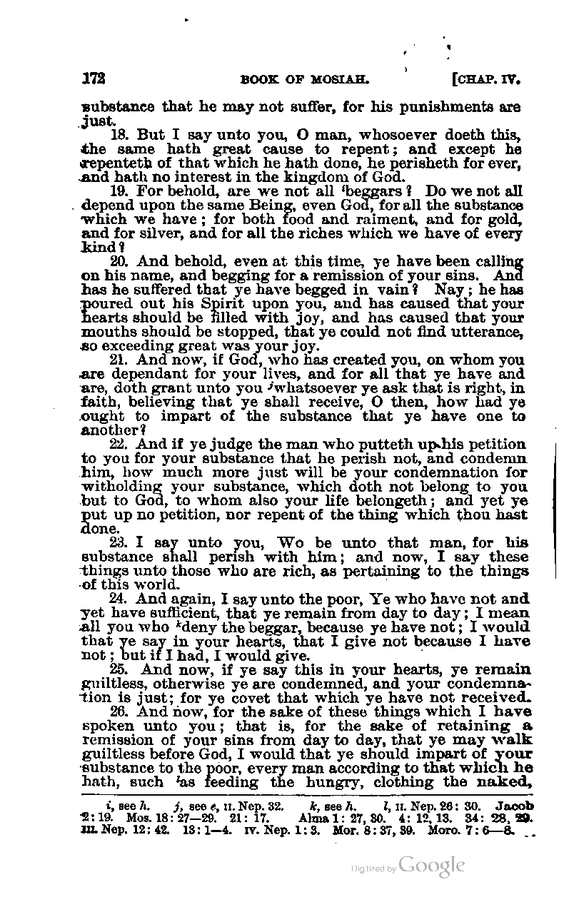 172 BOOK OF MOSIAH. [CHAP. IV.
substance that he may not suffer, for his punishments are
just.
18. But I say unto you, O man, whosoever doeth this,
the same hath great cause to repent; and except he
repenteth of that which he hath done, he perisheth for ever,
and hath no interest in the kingdom of God.
19. For behold, are we not all ⁱbeggars? Do we not all
depend upon the same Being, even God, for all the substance
which we have; for both food and raiment, and for gold,
and for silver, and for all the riches which we have of every
kind?
20. And behold, even at this time, ye have been calling
on his name, and begging for a remission of your sins. And
has he suffered that ye have begged in vain? Nay; he has
poured out his Spirit upon you, and has caused that your
hearts should be filled with joy, and has caused that your
mouths should be stopped, that ye could not find utterance,
so exceeding great was your joy.
21. And now, if God, who has created you, on whom you
are dependant for your lives, and for all that ye have and
are, doth grant unto you ʲwhatsoever ye ask that is right, in
faith, believing that ye shall receive, O then, how had ye
ought to impart of the substance that ye have one to
another?
22. And if ye judge the man who putteth up his petition
to you for your substance that he perish not, and condemn
him, how much more just will be your condemnation for
witholding your substance, which doth not belong to you
but to God, to whom also your life belongeth; and yet ye
put up no petition, nor repent of the thing which thou hast
done.
23. I say unto you, Wo be unto that man, for his
substance shall perish with him; and now, I say these
things unto those who are rich, as pertaining to the things
of this world.
24. And again, I say unto the poor, Ye who have not and
yet have sufficient, that ye remain from day to day; I mean
all you who ᵏdeny the beggar, because ye have not; I would
that ye say in your hearts, that I give not because I have
not; but if I had, I would give.
25. And now, if ye say this in your hearts, ye remain
guiltless, otherwise ye are condemned, and your condemna-
tion is just; for ye covet that which ye have not received.
26. And now, for the sake of these things which I have
spoken unto you; that is, for the sake of retaining a
remission of your sins from day to day, that ye may walk
guiltless before God, I would that ye should impart of your
substance to the poor, every man according to that which he
hath, such ˡas feeding the hungry, clothing the naked,
i, see h. j, see e, II. Nep. 32. k, see h. l, II. Nep. 26: 30. Jacob
2: 19. Mos. 18: 27—29. 21: 17. Alma 1: 27, 30. 4: 12, 13. 34: 28, 29.
III. Nep. 12: 42. 13: 1—4. IV. Nep. 1: 3. Mor. 8: 37, 39. Moro. 7: 6—8.
Digitized by Google